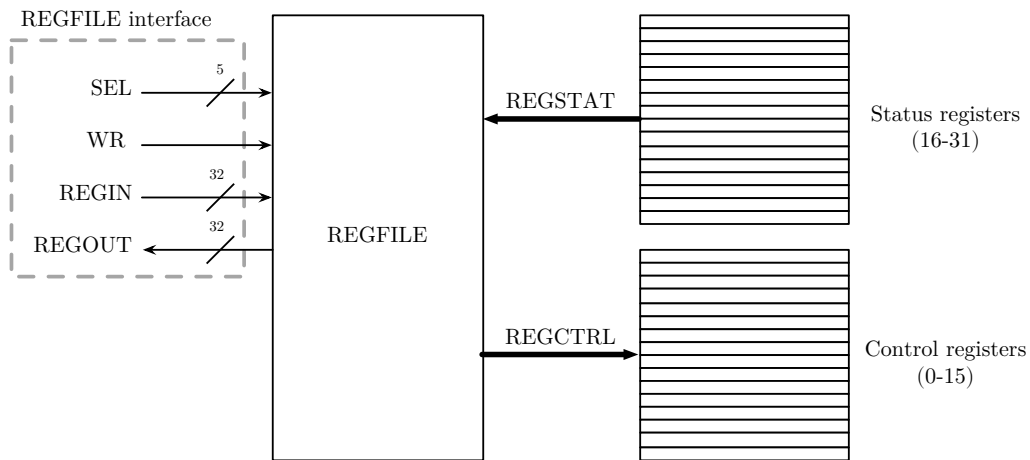 REGFILE interface
SEL
5
WR
REGIN
32
REGOUT
32
REGFILE
REGSTAT
Status registers
(16-31)
REGCTRL
Control registers
(0-15)